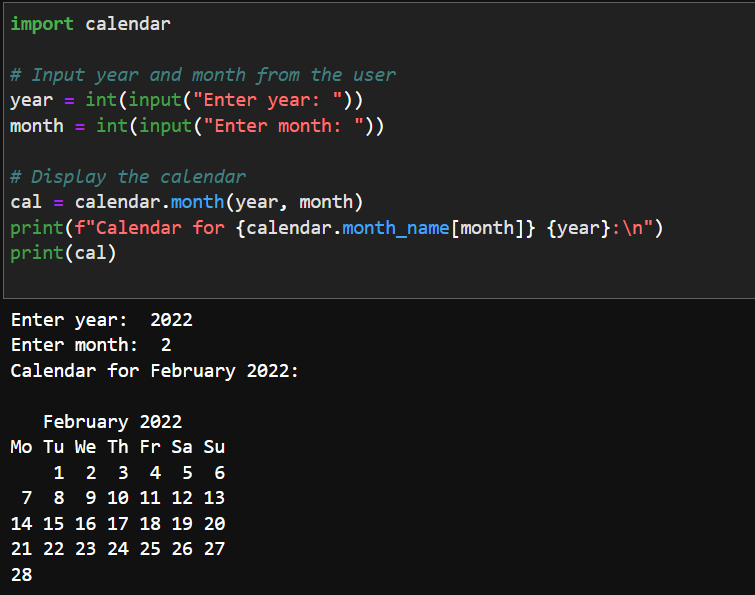 import calendar
# Input year and month from the user
year = int(input("Enter year: "))
month = int(input("Enter month: "))
# Display the calendar
cal = calendar.month(year, month)
print(f"Calendar for {calendar.month_name[month]} {year}:\n")
print(cal)
Enter year:  2022
Enter month:  2
Calendar for February 2022:
   February 2022
Mo Tu We Th Fr Sa Su
    1  2  3  4  5  6
 7  8  9 10 11 12 13
14 15 16 17 18 19 20
21 22 23 24 25 26 27
28